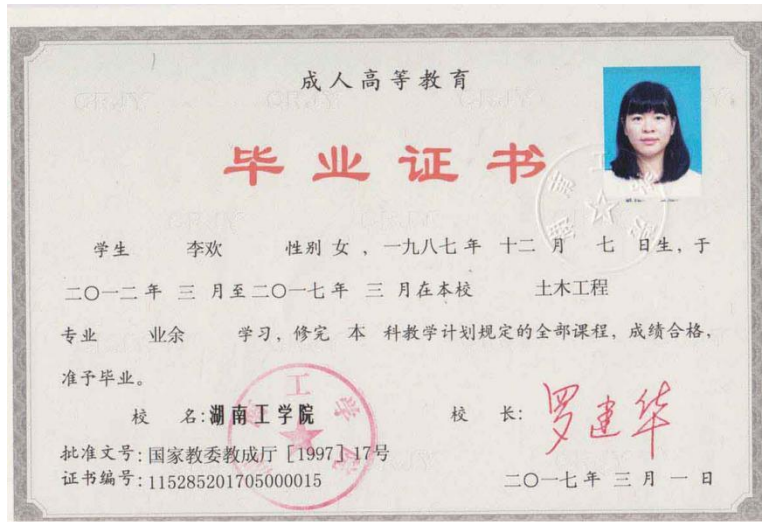 成人高等教育
毕业证书
学生 李欢 性别 女 ，一九八七年 十二 月 七 日生，于
二〇一二年 三 月至二〇一七年 三 月在本校 土木工程
专业 业余 学习，修完 本 科教学计划规定的全部课程，成绩合格，
准予毕业。
校 名:湖南工学院 校 长: 罗建华
批准文号:国家教委教成厅［1997］17号
证书编号:115285201705000015
二〇一七年 三 月 一 日